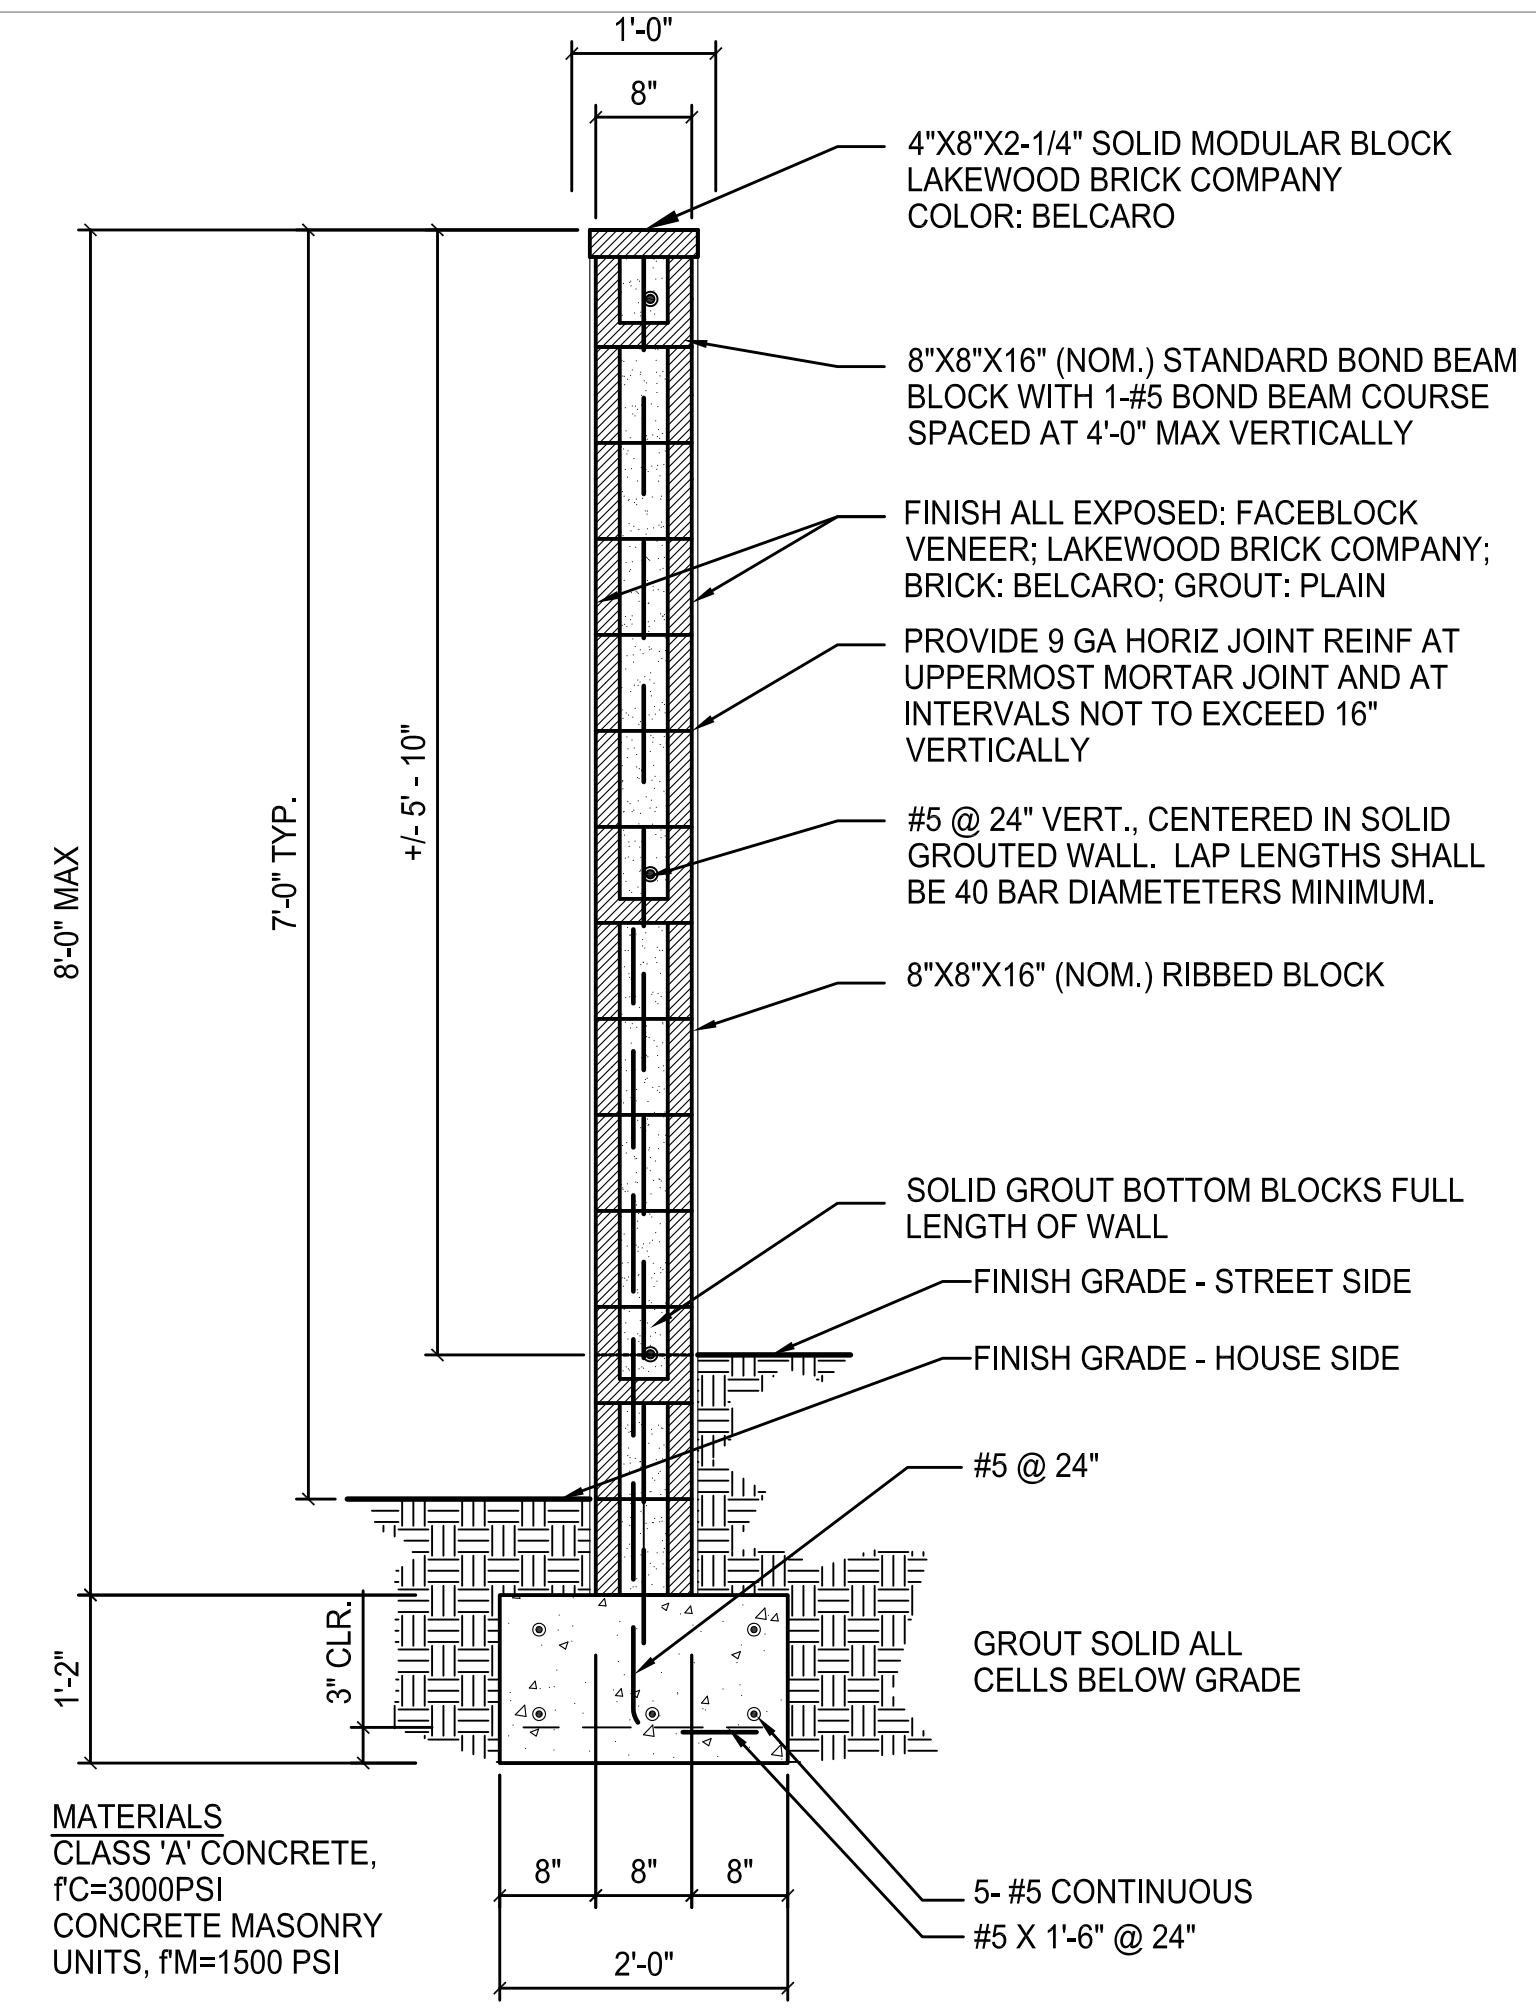 1'-0"
8"
4"X8"X2-1/4" SOLID MODULAR BLOCK
LAKEWOOD BRICK COMPANY
COLOR: BELCARO
8"X8"X16" (NOM.) STANDARD BOND BEAM
BLOCK WITH 1-#5 BOND BEAM COURSE
SPACED AT 4'-0" MAX VERTICALLY
FINISH ALL EXPOSED: FACEBLOCK
VENEER; LAKEWOOD BRICK COMPANY;
BRICK: BELCARO; GROUT: PLAIN
PROVIDE 9 GA HORIZ JOINT REINF AT
UPPERMOST MORTAR JOINT AND AT
INTERVALS NOT TO EXCEED 16"
VERTICALLY
#5 @ 24" VERT., CENTERED IN SOLID
GROUTED WALL. LAP LENGTHS SHALL
BE 40 BAR DIAMETETERS MINIMUM.
8"X8"X16" (NOM.) RIBBED BLOCK
8'-0" MAX
7'-0" TYP.
+/- 5' - 10"
SOLID GROUT BOTTOM BLOCKS FULL
LENGTH OF WALL
FINISH GRADE - STREET SIDE
FINISH GRADE - HOUSE SIDE
#5 @ 24"
GROUT SOLID ALL
CELLS BELOW GRADE
1'-2"
3" CLR.
MATERIALS
CLASS 'A' CONCRETE,
f'C=3000PSI
CONCRETE MASONRY
UNITS, f'M=1500 PSI
8"
8"
8"
2'-0"
5- #5 CONTINUOUS
#5 X 1'-6" @ 24"